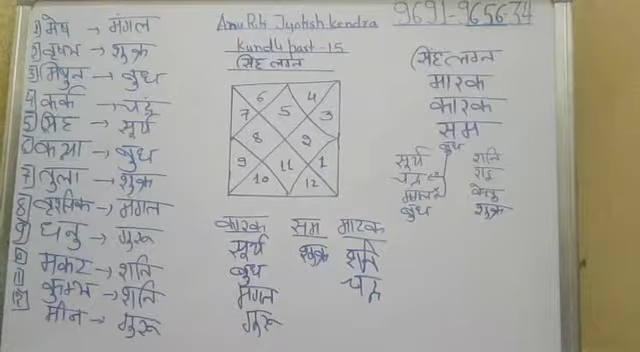 1) मेष → मंगल
2) वृषभ → शुक्र
3) मिथुन → बुध
4) कर्क → चंद्र
5) सिंह → सूर्य
6) कन्या → बुध
7) तुला → शुक्र
8) वृश्चिक → मंगल
9) धनु → गुरू
10) मकर → शनि
11) कुम्भ → शनि
12) मीन → गुरू
Anu Riti Jyotish Kendra
Kundli part - 15
सिंह लग्न
6 4
7 5 3
8 2
9 11 1
10 12
कारक सम मारक
सूर्य शुक्र शनि
बुध चंद्र
मंगल
गुरू
9691-965634
सिंह लग्न
मारक
कारक
सम
बुध
सूर्य शनि
चंद्र
मंगल केतु
बुध शुक्र